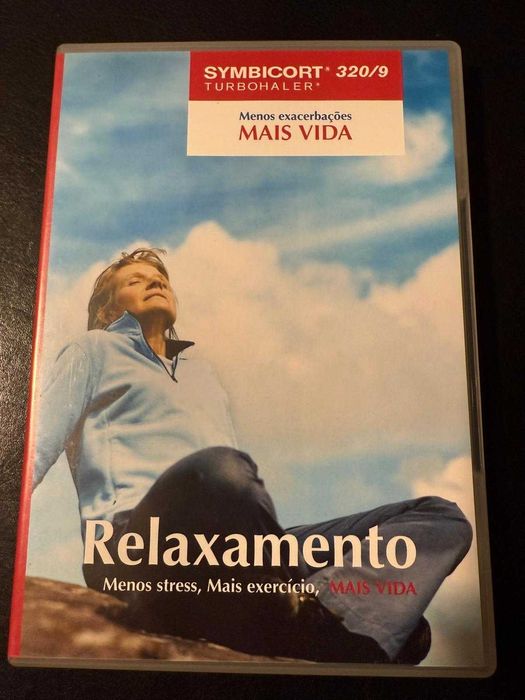 SYMBICORT® 320/9
TURBOHALER®
Menos exacerbações
MAIS VIDA
Relaxamento
Menos stress, Mais exercício, MAIS VIDA